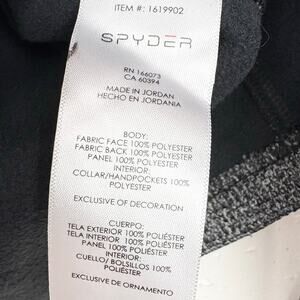 ITEM #: 1619902
SPYDER
RN 166073
CA 60394
MADE IN JORDAN
HECHO EN JORDANIA
BODY:
FABRIC FACE 100% POLYESTER
FABRIC BACK 100% POLYESTER
PANEL 100% POLYESTER
INTERIOR:
COLLAR/HANDPOCKETS 100%
POLYESTER
EXCLUSIVE OF DECORATION
CUERPO:
TELA EXTERIOR 100% POLIÉSTER
TELA INTERIOR 100% POLIÉSTER
PANEL 100% POLIÉSTER
INTERIOR:
CUELLO/ BOLSILLOS 100%
POLIÉSTER
EXCLUSIVE DE ORNAMENTO